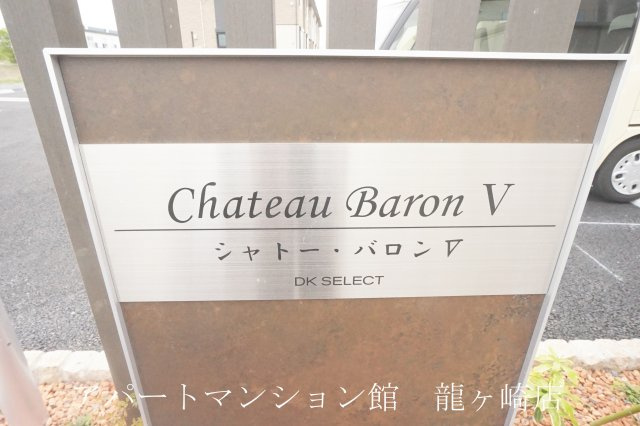 Chateau Baron V
シャトー・バロンⅤ
DK SELECT
アパートマンション館 龍ヶ崎店